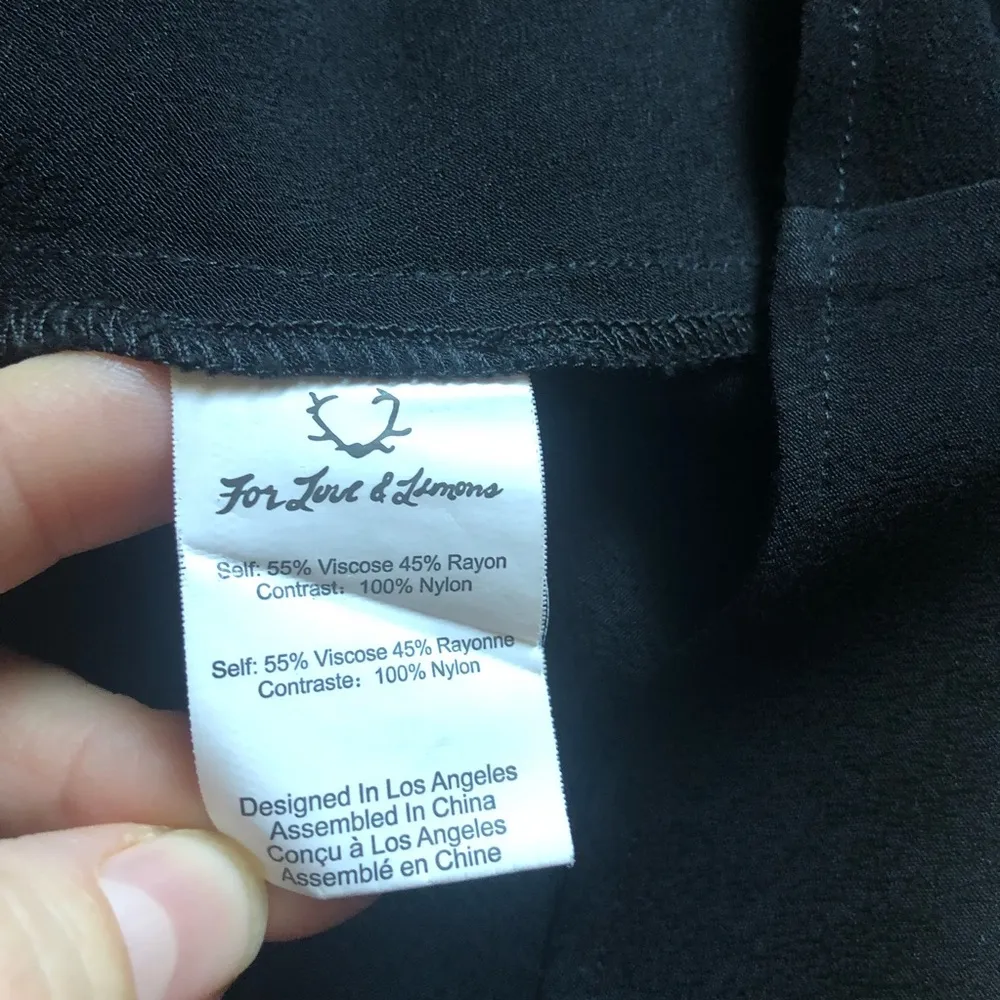 For Love & Lemons
Self: 55% Viscose 45% Rayon
Contrast: 100% Nylon
Self: 55% Viscose 45% Rayonne
Contraste: 100% Nylon
Designed In Los Angeles
Assembled In China
Conçu à Los Angeles
Assemblé en Chine